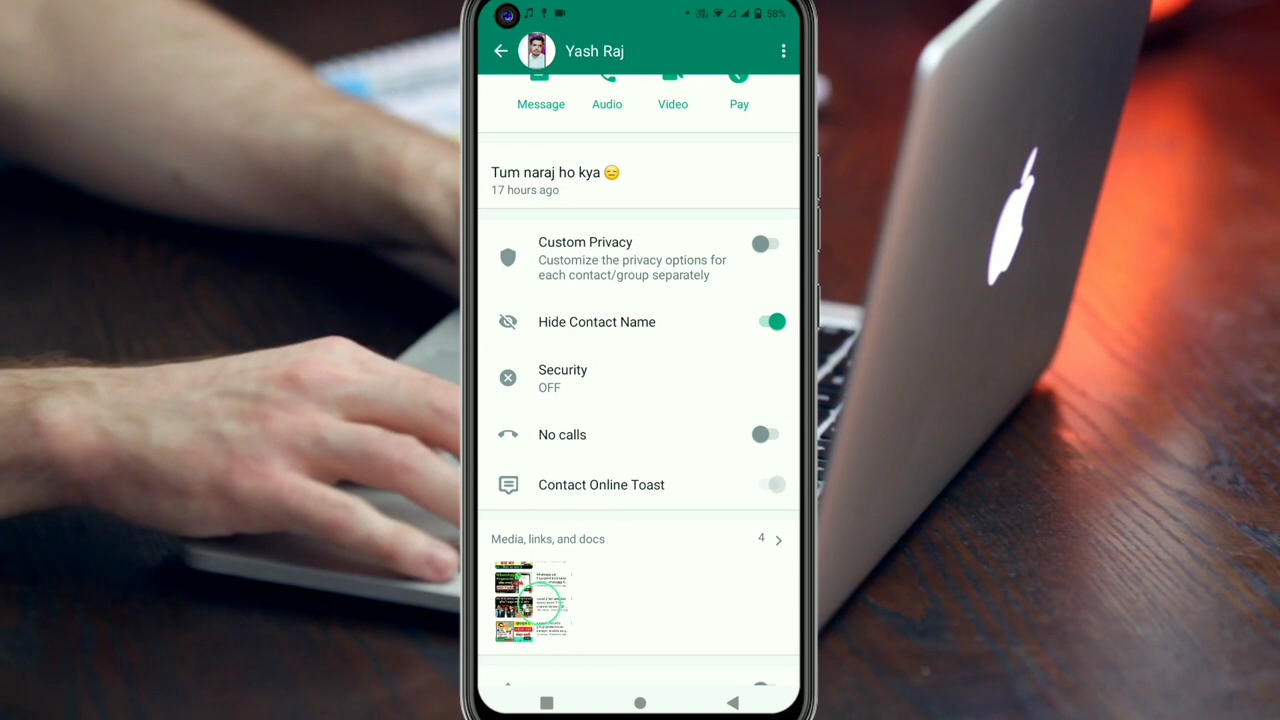 58%
Yash Raj
Message Audio Video Pay
Tum naraj ho kya 😑
17 hours ago
Custom Privacy
Customize the privacy options for
each contact/group separately
Hide Contact Name
Security
OFF
No calls
Contact Online Toast
Media, links, and docs 4